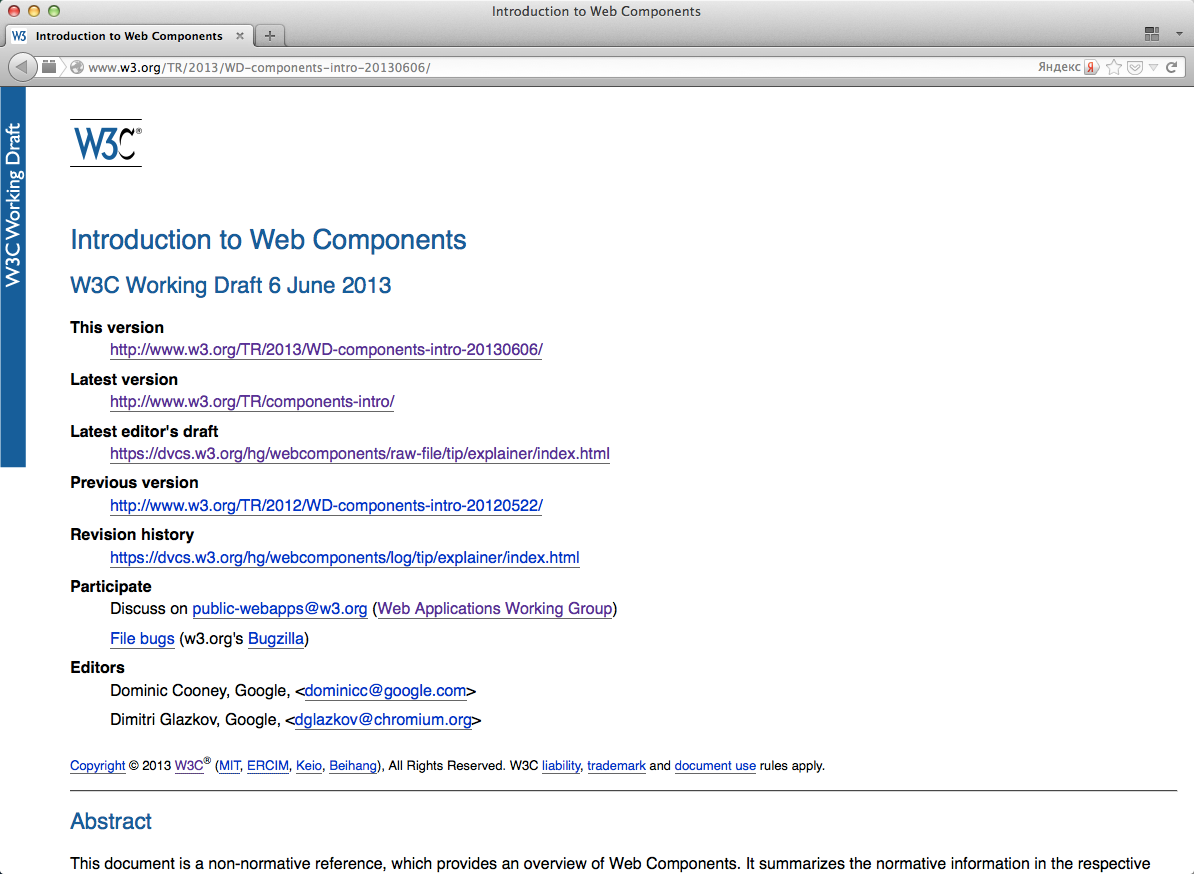 Introduction to Web Components
W3 Introduction to Web Components
www.w3.org/TR/2013/WD-components-intro-20130606/ Яндекс Я
W3C Working Draft
W3C®
Introduction to Web Components
W3C Working Draft 6 June 2013
This version
http://www.w3.org/TR/2013/WD-components-intro-20130606/
Latest version
http://www.w3.org/TR/components-intro/
Latest editor's draft
https://dvcs.w3.org/hg/webcomponents/raw-file/tip/explainer/index.html
Previous version
http://www.w3.org/TR/2012/WD-components-intro-20120522/
Revision history
https://dvcs.w3.org/hg/webcomponents/log/tip/explainer/index.html
Participate
Discuss on public-webapps@w3.org (Web Applications Working Group)
File bugs (w3.org's Bugzilla)
Editors
Dominic Cooney, Google, <dominicc@google.com>
Dimitri Glazkov, Google, <dglazkov@chromium.org>
Copyright © 2013 W3C® (MIT, ERCIM, Keio, Beihang), All Rights Reserved. W3C liability, trademark and document use rules apply.
Abstract
This document is a non-normative reference, which provides an overview of Web Components. It summarizes the normative information in the respective